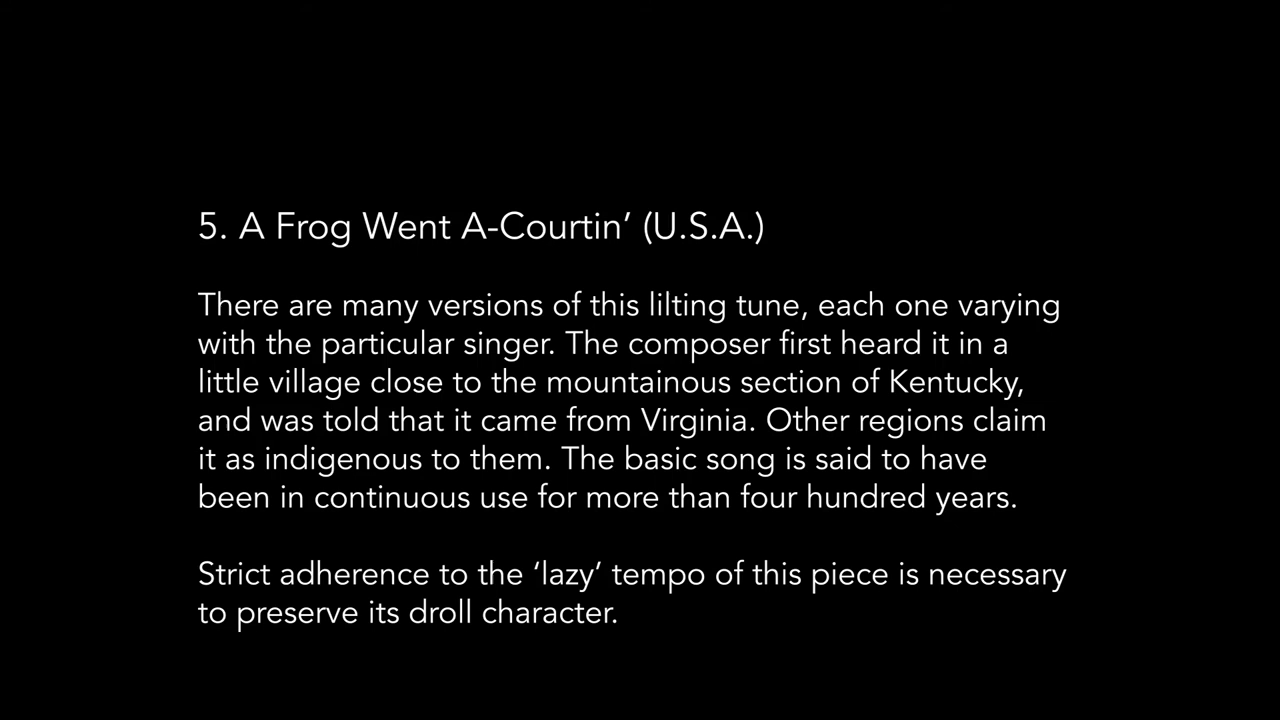 5. A Frog Went A-Courtin’ (U.S.A.)
There are many versions of this lilting tune, each one varying
with the particular singer. The composer first heard it in a
little village close to the mountainous section of Kentucky,
and was told that it came from Virginia. Other regions claim
it as indigenous to them. The basic song is said to have
been in continuous use for more than four hundred years.
Strict adherence to the ‘lazy’ tempo of this piece is necessary
to preserve its droll character.